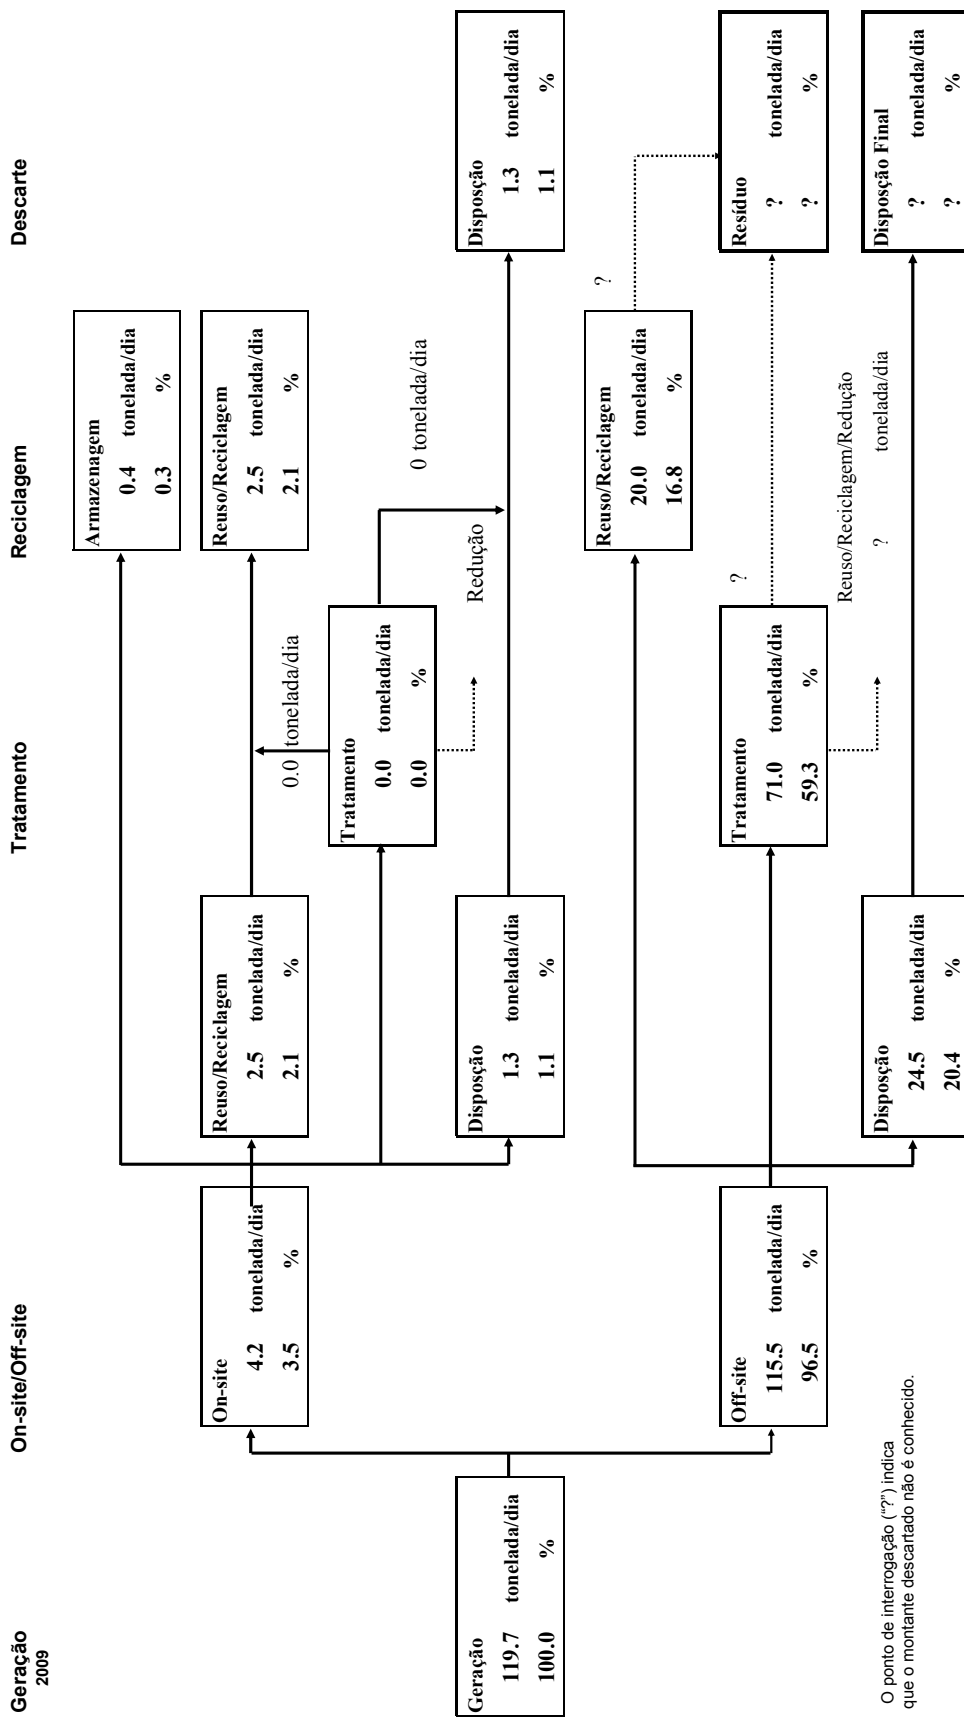 Geração
2009
On-site/Off-site
Tratamento
Reciclagem
Descarte
Armazenagem
0.4 tonelada/dia
0.3 %
On-site
4.2 tonelada/dia
3.5 %
Reuso/Reciclagem
2.5 tonelada/dia
2.1 %
Reuso/Reciclagem
2.5 tonelada/dia
2.1 %
0.0 tonelada/dia
Tratamento
0.0 tonelada/dia
0.0 %
0 tonelada/dia
Redução
Geração
119.7 tonelada/dia
100.0 %
Disposção
1.3 tonelada/dia
1.1 %
Disposção
1.3 tonelada/dia
1.1 %
Reuso/Reciclagem
20.0 tonelada/dia
16.8 %
?
Off-site
115.5 tonelada/dia
96.5 %
Tratamento
71.0 tonelada/dia
59.3 %
?
Resíduo
? tonelada/dia
? %
Reuso/Reciclagem/Redução
? tonelada/dia
Disposção
24.5 tonelada/dia
20.4 %
Disposção Final
? tonelada/dia
? %
O ponto de interrogação (“?”) indica
que o montante descartado não é conhecido.